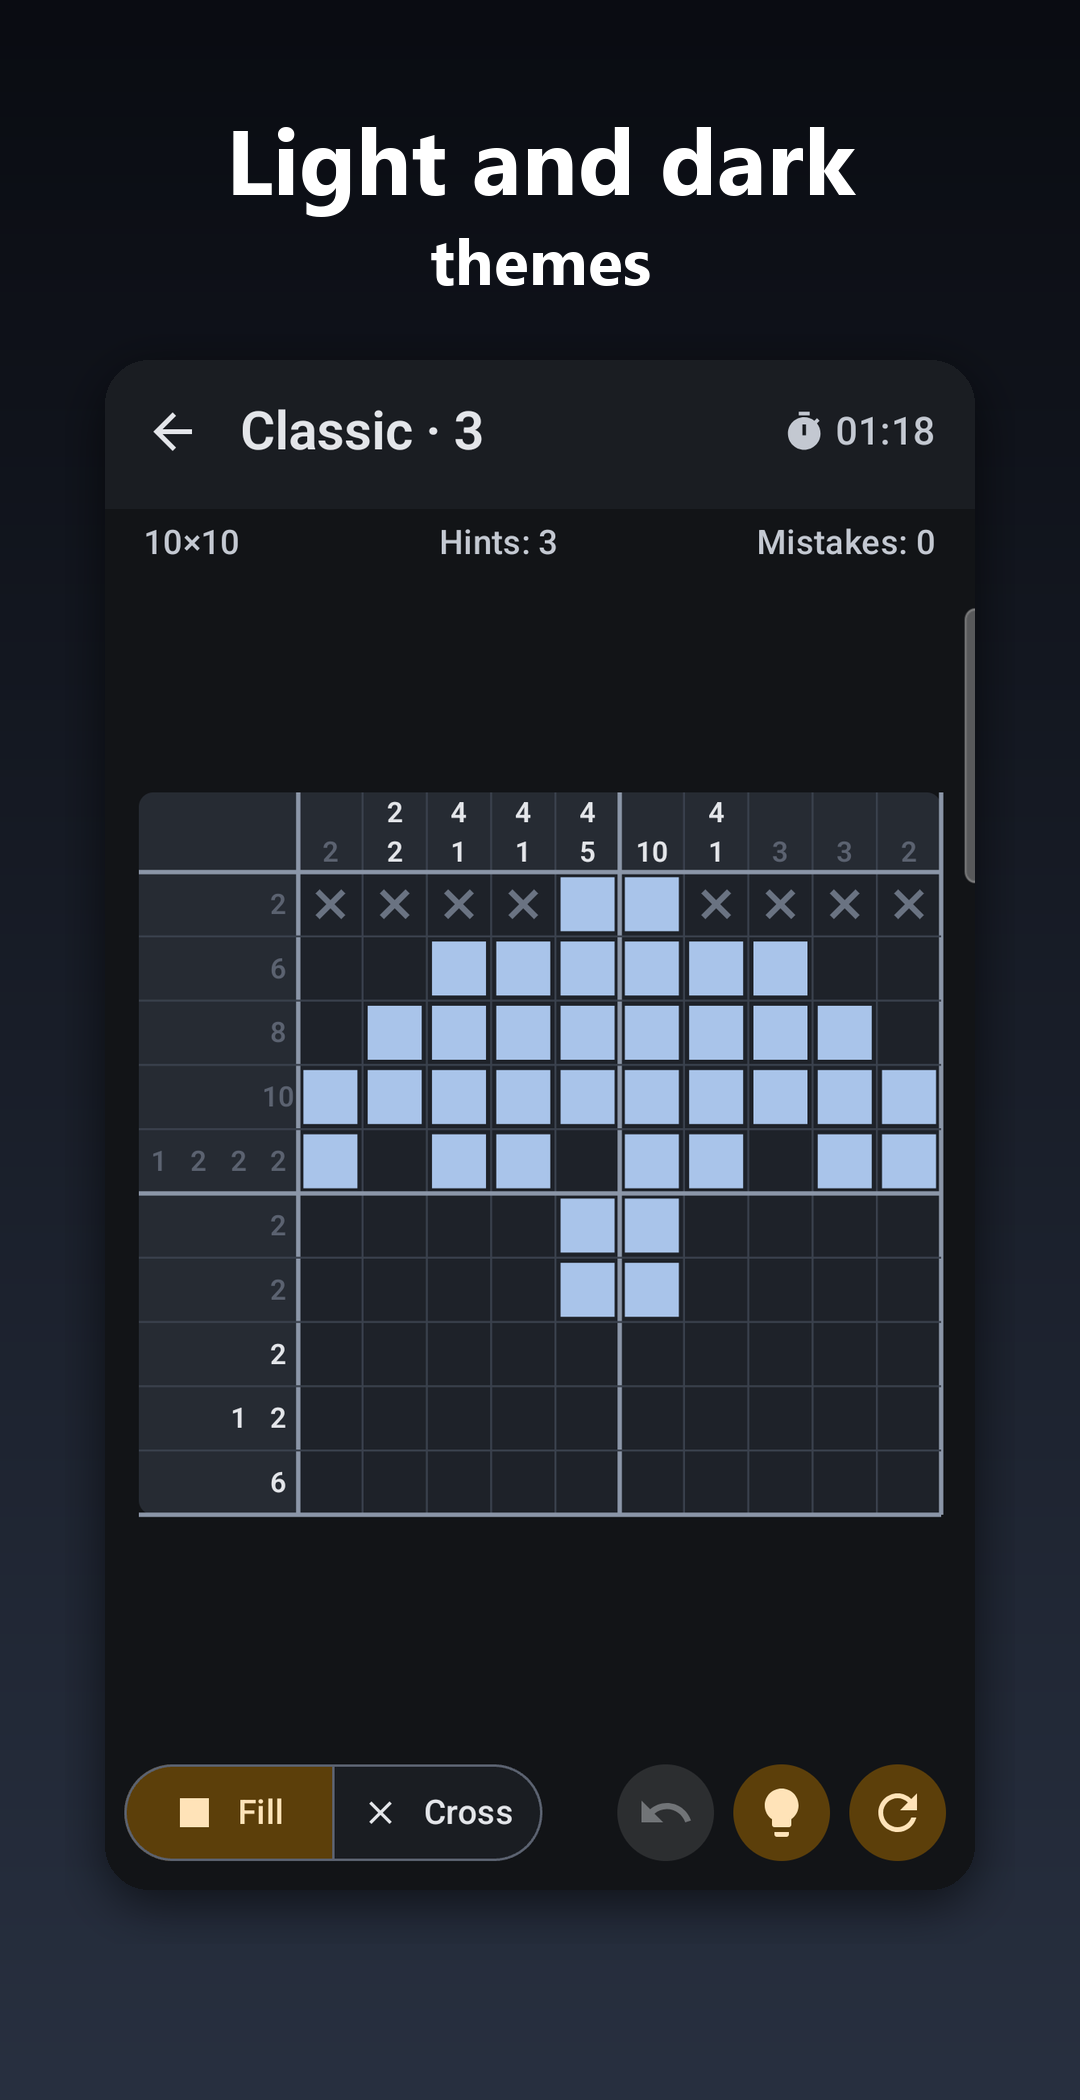 Light and dark
themes
Classic · 3
01:18
10×10
Hints: 3
Mistakes: 0
2 4 4 4 4
2 2 1 1 5 10 1 3 3 2
2
6
8
10
1 2 2 2
2
2
2
1 2
6
Fill
Cross